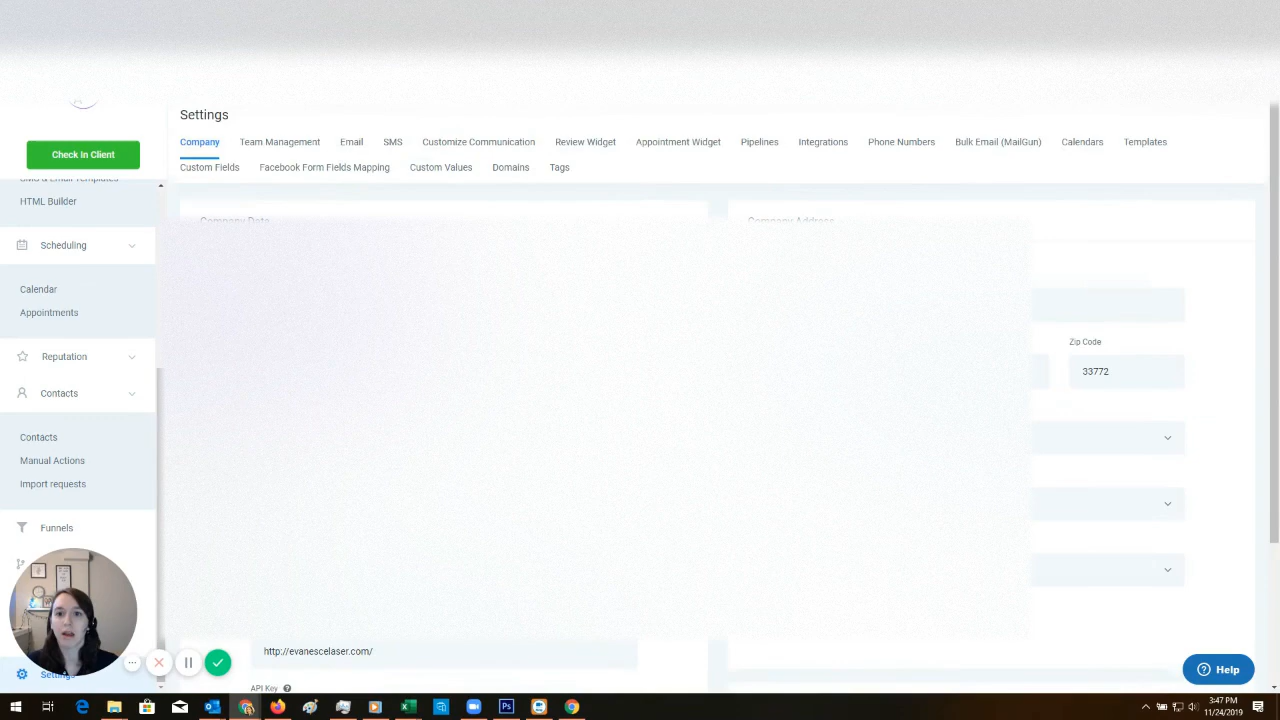 Settings
Check In Client
Company Team Management Email SMS Customize Communication Review Widget Appointment Widget Pipelines Integrations Phone Numbers Bulk Email (MailGun) Calendars Templates
Custom Fields Facebook Form Fields Mapping Custom Values Domains Tags
SMS & Email Templates
HTML Builder
Company Data
Company Address
Scheduling
Calendar
Appointments
Zip Code
33772
Reputation
Contacts
Contacts
Manual Actions
Import requests
Funnels
http://evanescelaser.com/
Settings
API Key
Help
3:47 PM
11/24/2019